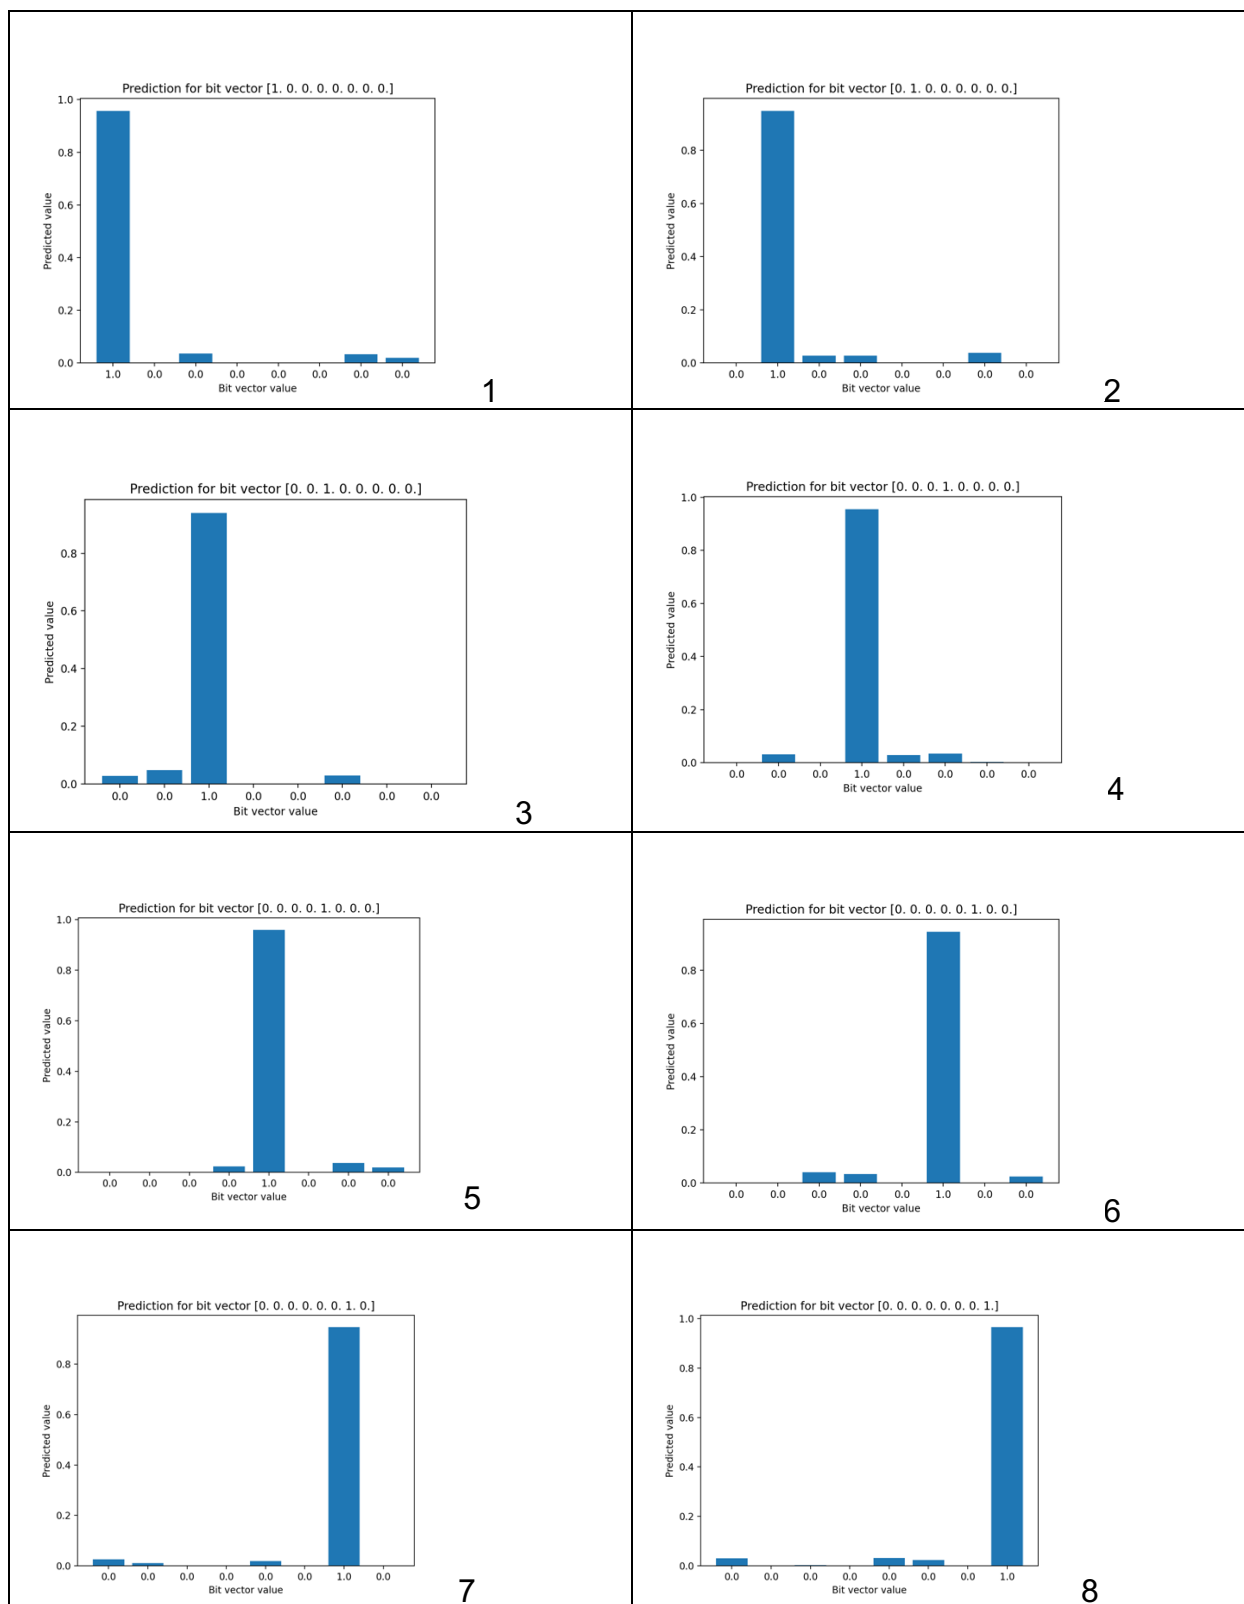 Prediction for bit vector [1. 0. 0. 0. 0. 0. 0. 0.]
1.0
0.8
0.6
0.4
0.2
0.0
Predicted value
1.0 0.0 0.0 0.0 0.0 0.0 0.0 0.0
Bit vector value
1
Prediction for bit vector [0. 1. 0. 0. 0. 0. 0. 0.]
0.8
0.6
0.4
0.2
0.0
Predicted value
0.0 1.0 0.0 0.0 0.0 0.0 0.0 0.0
Bit vector value
2
Prediction for bit vector [0. 0. 1. 0. 0. 0. 0. 0.]
0.8
0.6
0.4
0.2
0.0
Predicted value
0.0 0.0 1.0 0.0 0.0 0.0 0.0 0.0
Bit vector value
3
Prediction for bit vector [0. 0. 0. 1. 0. 0. 0. 0.]
1.0
0.8
0.6
0.4
0.2
0.0
Predicted value
0.0 0.0 0.0 1.0 0.0 0.0 0.0 0.0
Bit vector value
4
Prediction for bit vector [0. 0. 0. 0. 1. 0. 0. 0.]
1.0
0.8
0.6
0.4
0.2
0.0
Predicted value
0.0 0.0 0.0 0.0 1.0 0.0 0.0 0.0
Bit vector value
5
Prediction for bit vector [0. 0. 0. 0. 0. 1. 0. 0.]
0.8
0.6
0.4
0.2
0.0
Predicted value
0.0 0.0 0.0 0.0 0.0 1.0 0.0 0.0
Bit vector value
6
Prediction for bit vector [0. 0. 0. 0. 0. 0. 1. 0.]
0.8
0.6
0.4
0.2
0.0
Predicted value
0.0 0.0 0.0 0.0 0.0 0.0 1.0 0.0
Bit vector value
7
Prediction for bit vector [0. 0. 0. 0. 0. 0. 0. 1.]
1.0
0.8
0.6
0.4
0.2
0.0
Predicted value
0.0 0.0 0.0 0.0 0.0 0.0 0.0 1.0
Bit vector value
8